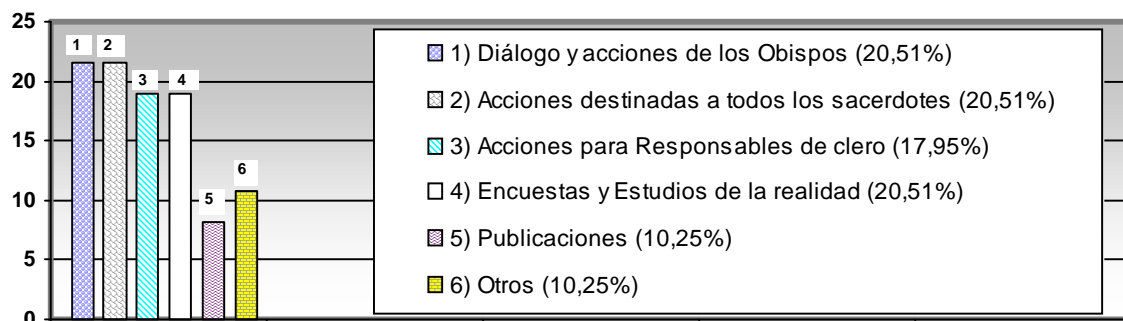 25
20
15
10
5
0
1
2
3
4
5
6
1) Diálogo y acciones de los Obispos (20,51%)
2) Acciones destinadas a todos los sacerdotes (20,51%)
3) Acciones para Responsables de clero (17,95%)
4) Encuestas y Estudios de la realidad (20,51%)
5) Publicaciones (10,25%)
6) Otros (10,25%)